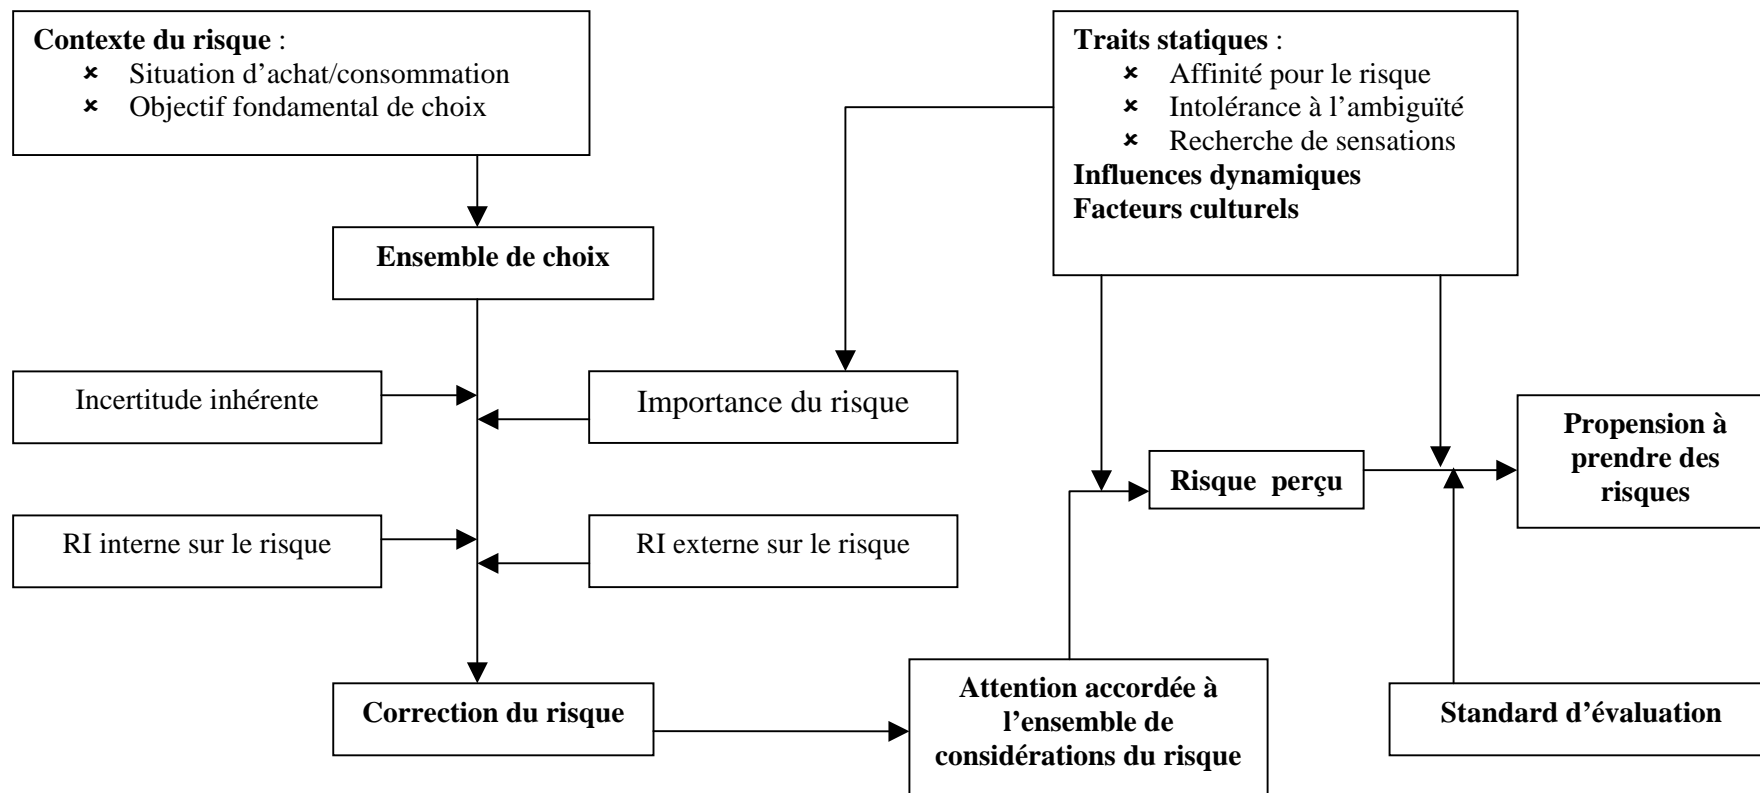 Contexte du risque :
× Situation d'achat/consommation
× Objectif fondamental de choix
Traits statiques :
× Affinité pour le risque
× Intolérance à l'ambiguïté
× Recherche de sensations
Influences dynamiques
Facteurs culturels
Ensemble de choix
Incertitude inhérente
Importance du risque
Risque perçu
Propension à
prendre des
risques
RI interne sur le risque
RI externe sur le risque
Correction du risque
Attention accordée à
l'ensemble de
considérations du risque
Standard d'évaluation